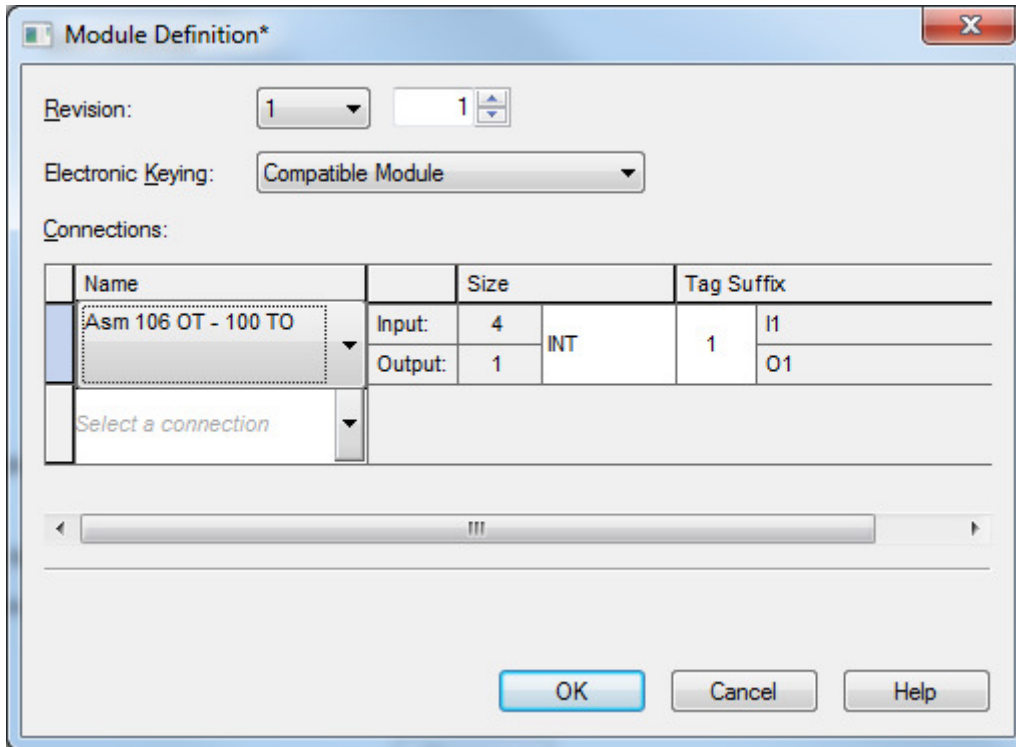 Module Definition*
Revision: 1 1
Electronic Keying: Compatible Module
Connections:
Name Size Tag Suffix
Asm 106 OT - 100 TO Input: 4 INT 1 I1
Output: 1 O1
Select a connection
OK Cancel Help